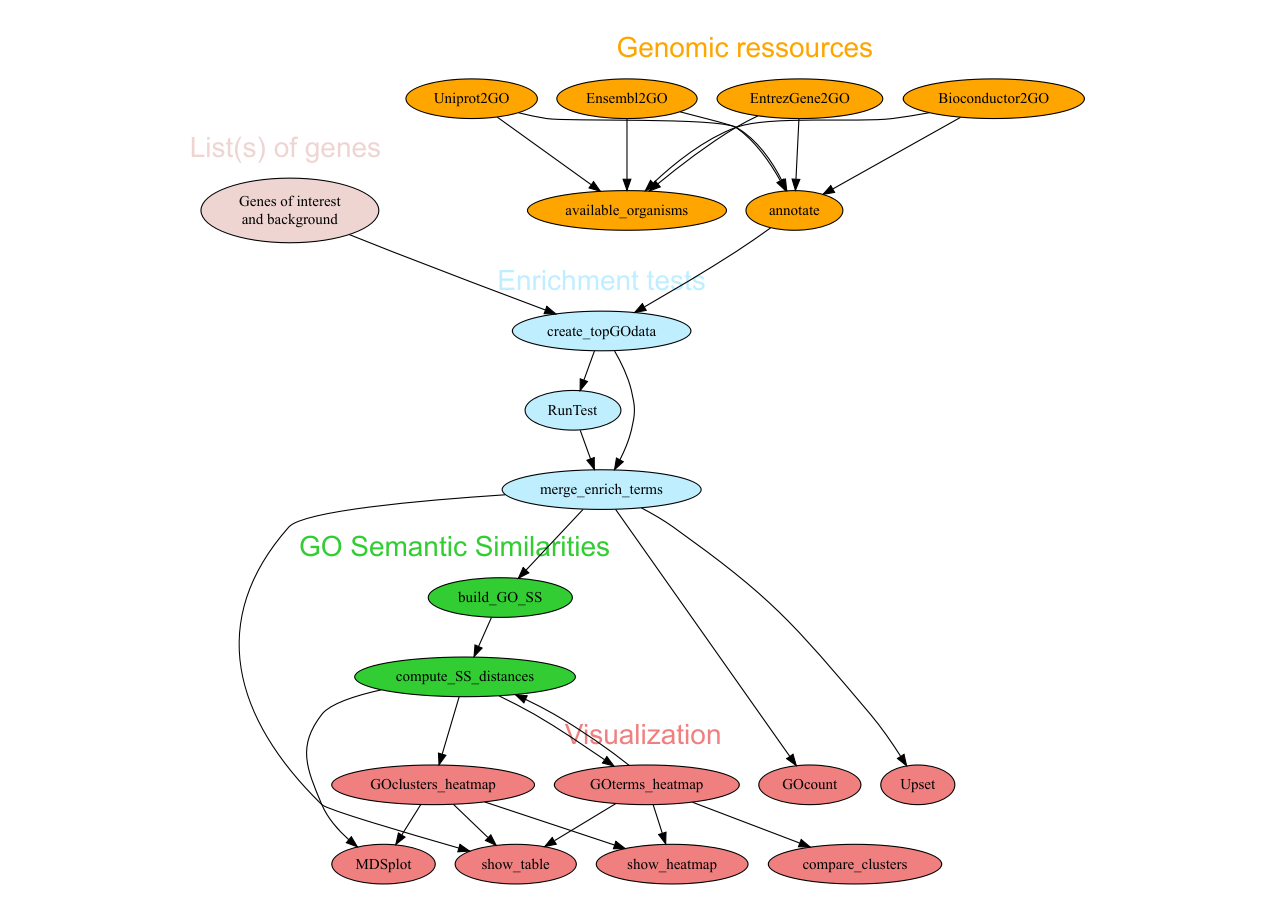 Genomic ressources
Uniprot2GO
Ensembl2GO
EntrezGene2GO
Bioconductor2GO
List(s) of genes
Genes of interest
and background
available_organisms
annotate
Enrichment tests
create_topGOdata
RunTest
merge_enrich_terms
GO Semantic Similarities
build_GO_SS
compute_SS_distances
Visualization
GOclusters_heatmap
GOterms_heatmap
GOcount
Upset
MDSplot
show_table
show_heatmap
compare_clusters